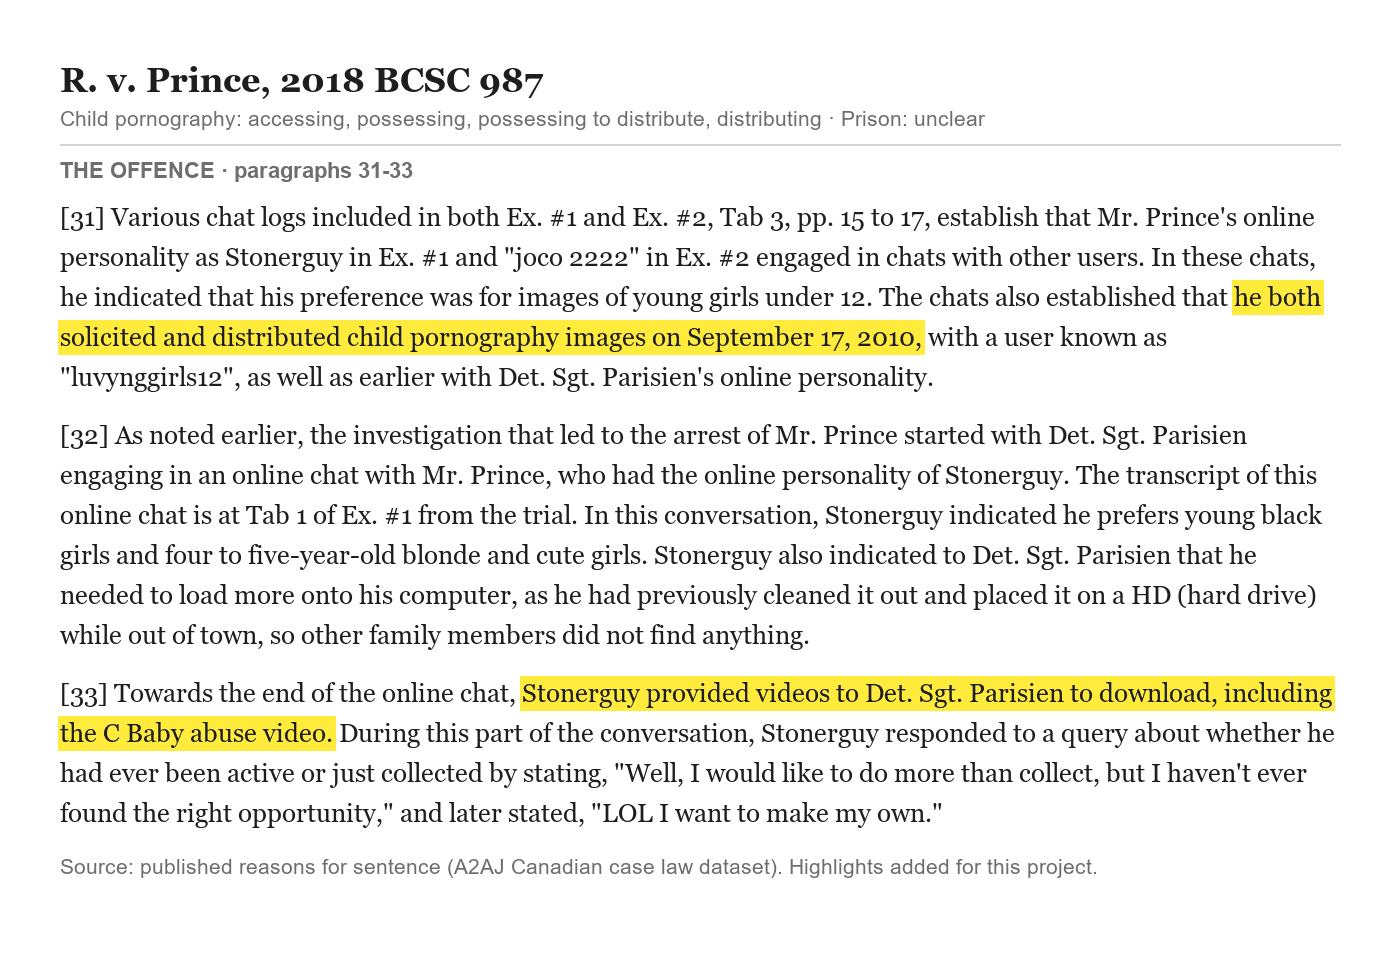 R. v. Prince, 2018 BCSC 987
Child pornography: accessing, possessing, possessing to distribute, distributing · Prison: unclear
THE OFFENCE · paragraphs 31-33
[31] Various chat logs included in both Ex. #1 and Ex. #2, Tab 3, pp. 15 to 17, establish that Mr. Prince's online
personality as Stonerguy in Ex. #1 and "joco 2222" in Ex. #2 engaged in chats with other users. In these chats,
he indicated that his preference was for images of young girls under 12. The chats also established that he both
solicited and distributed child pornography images on September 17, 2010, with a user known as
"luvynggirls12", as well as earlier with Det. Sgt. Parisien's online personality.
[32] As noted earlier, the investigation that led to the arrest of Mr. Prince started with Det. Sgt. Parisien
engaging in an online chat with Mr. Prince, who had the online personality of Stonerguy. The transcript of this
online chat is at Tab 1 of Ex. #1 from the trial. In this conversation, Stonerguy indicated he prefers young black
girls and four to five-year-old blonde and cute girls. Stonerguy also indicated to Det. Sgt. Parisien that he
needed to load more onto his computer, as he had previously cleaned it out and placed it on a HD (hard drive)
while out of town, so other family members did not find anything.
[33] Towards the end of the online chat, Stonerguy provided videos to Det. Sgt. Parisien to download, including
the C Baby abuse video. During this part of the conversation, Stonerguy responded to a query about whether he
had ever been active or just collected by stating, "Well, I would like to do more than collect, but I haven't ever
found the right opportunity," and later stated, "LOL I want to make my own."
Source: published reasons for sentence (A2AJ Canadian case law dataset). Highlights added for this project.